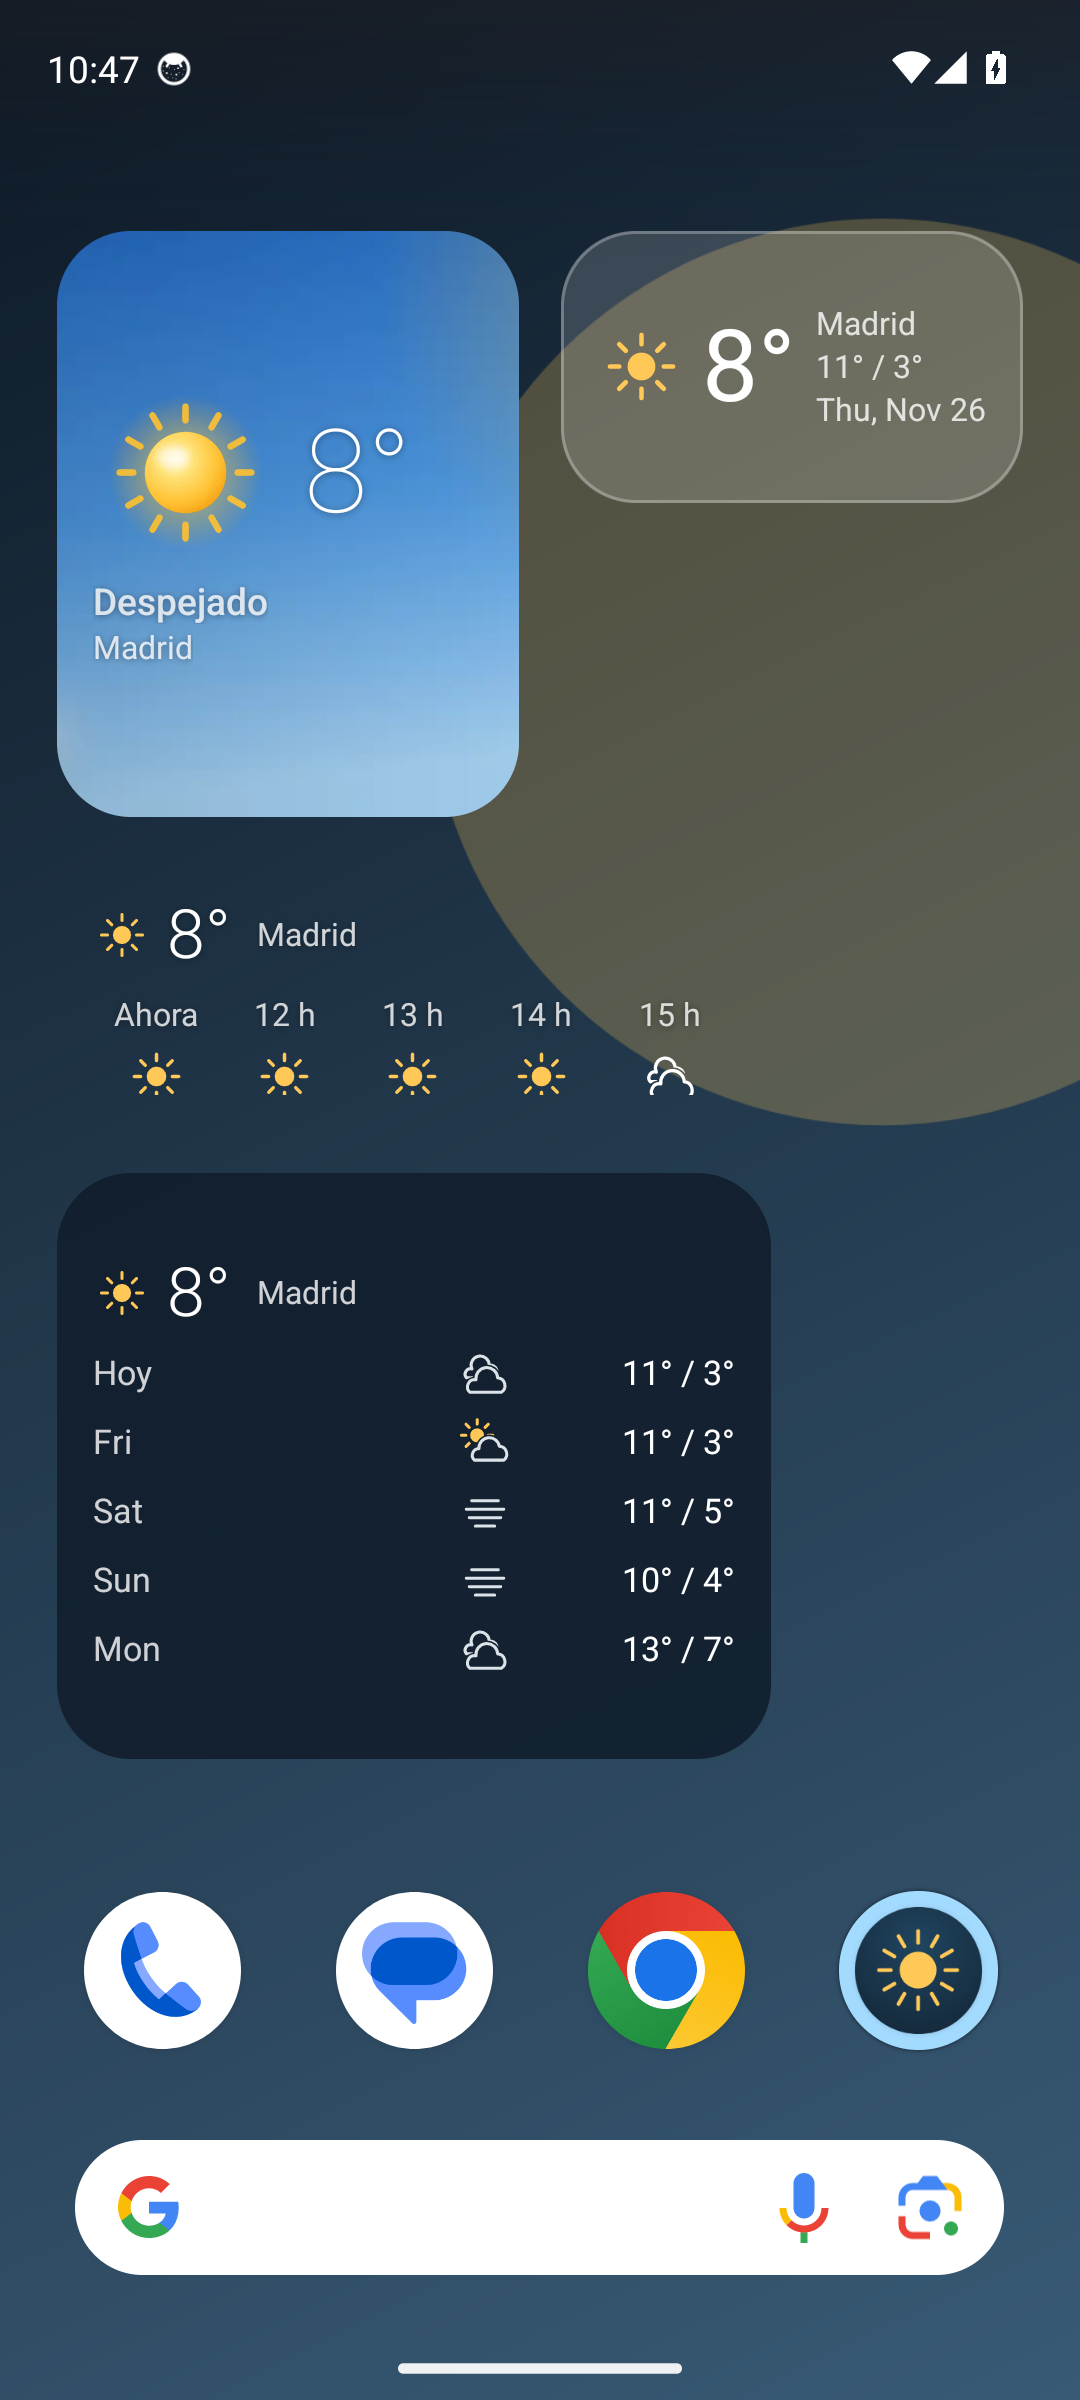 10:47
8°
Despejado
Madrid
8°
Madrid
11° / 3°
Thu, Nov 26
8° Madrid
Ahora 12 h 13 h 14 h 15 h
8° Madrid
Hoy 11° / 3°
Fri 11° / 3°
Sat 11° / 5°
Sun 10° / 4°
Mon 13° / 7°